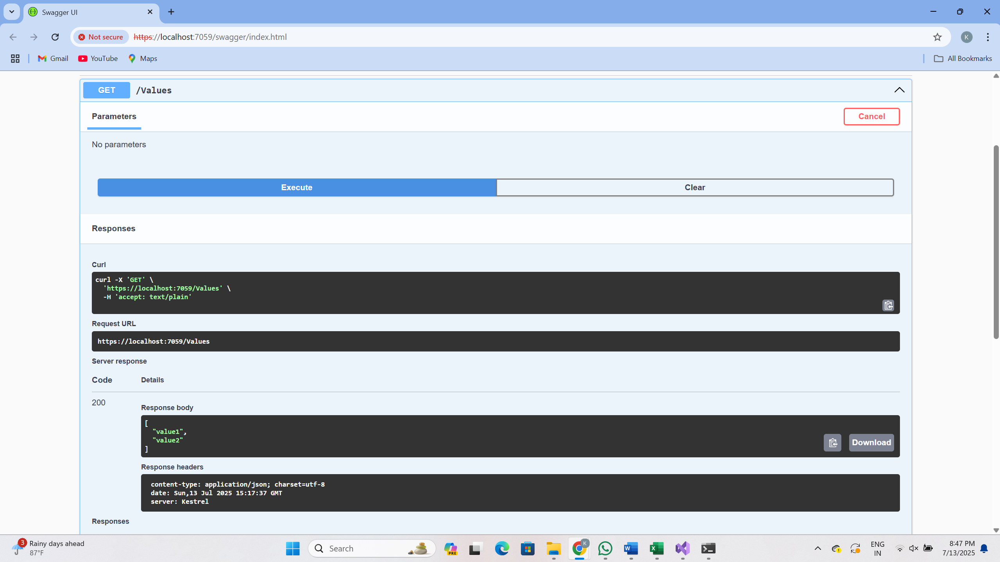 Swagger UI
Not secure https://localhost:7059/swagger/index.html
K
Gmail YouTube Maps All Bookmarks
GET /Values
Parameters Cancel
No parameters
Execute Clear
Responses
Curl
curl -X 'GET' \
'https://localhost:7059/Values' \
-H 'accept: text/plain'
Request URL
https://localhost:7059/Values
Server response
Code Details
200
Response body
[
"value1",
"value2"
]
Download
Response headers
content-type: application/json; charset=utf-8
date: Sun,13 Jul 2025 15:17:37 GMT
server: Kestrel
Responses
3 Rainy days ahead
87°F
Search
PRE
K
ENG
IN
8:47 PM
7/13/2025